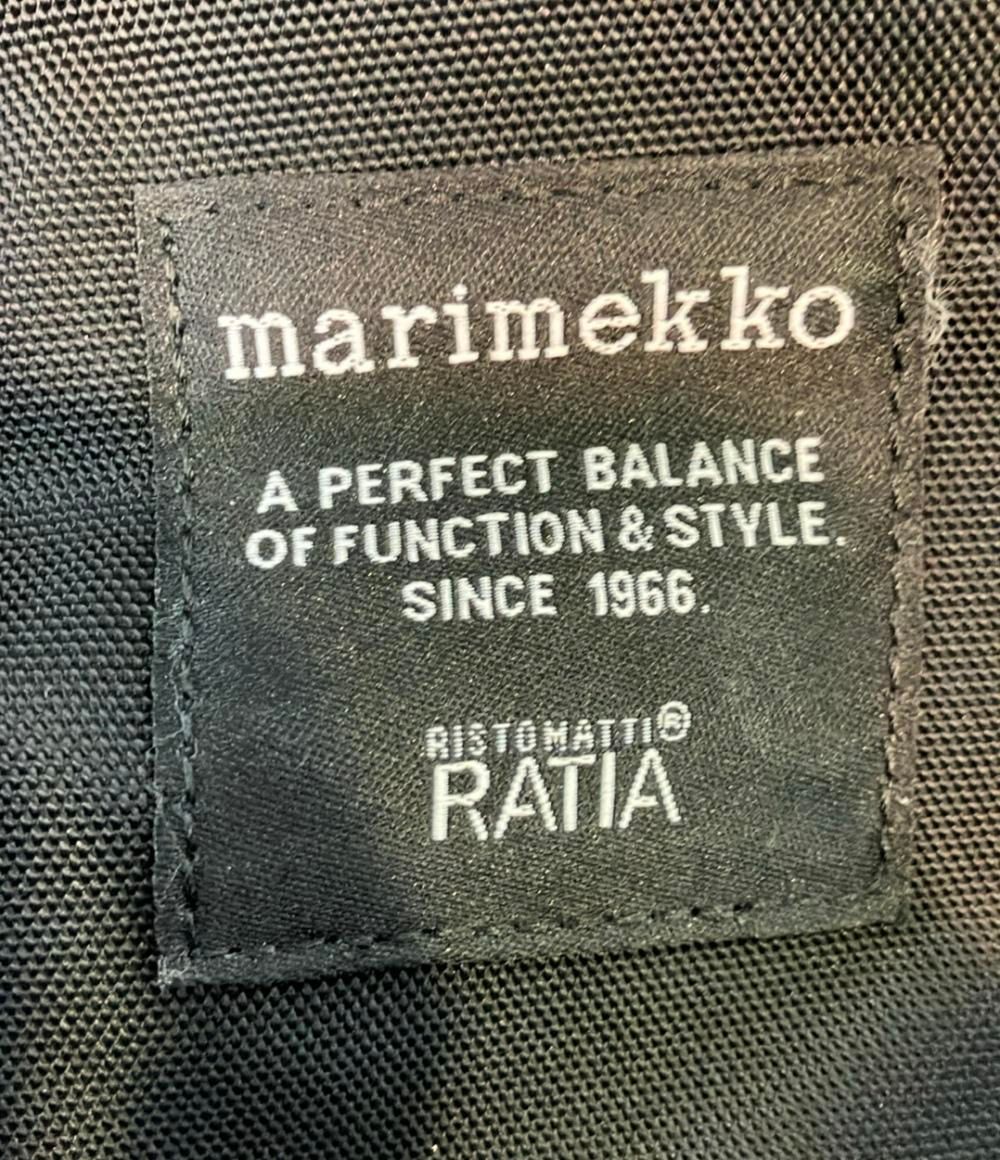 marimekko
A PERFECT BALANCE
OF FUNCTION & STYLE.
SINCE 1966.
RISTOMATTI®
RATIA